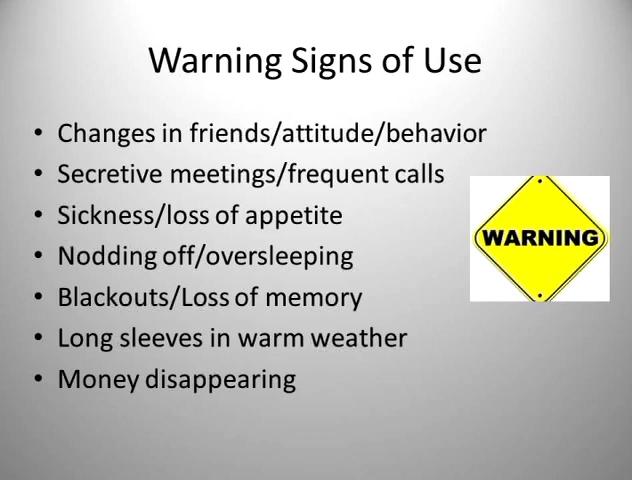 Warning Signs of Use
• Changes in friends/attitude/behavior
• Secretive meetings/frequent calls
• Sickness/loss of appetite
• Nodding off/oversleeping
• Blackouts/Loss of memory
• Long sleeves in warm weather
• Money disappearing
WARNING